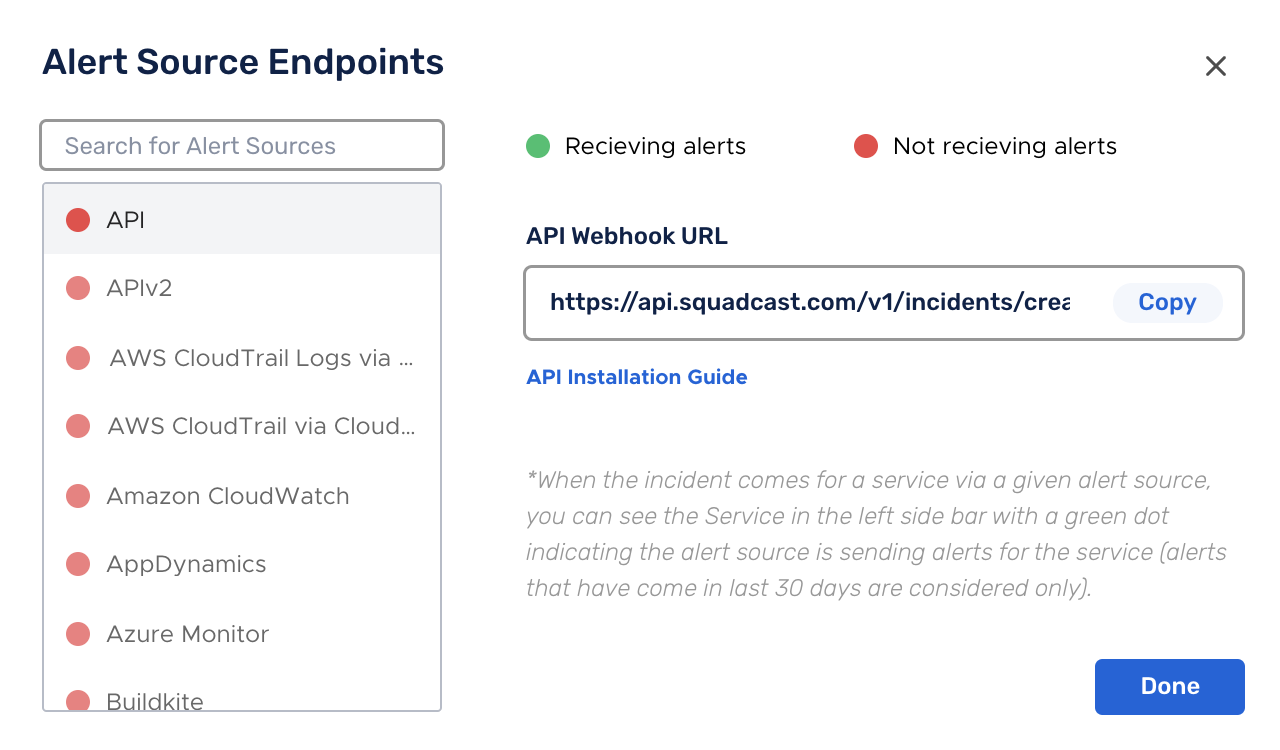 Alert Source Endpoints
Search for Alert Sources
API
APIv2
AWS CloudTrail Logs via ...
AWS CloudTrail via Cloud...
Amazon CloudWatch
AppDynamics
Azure Monitor
Buildkite
Recieving alerts
Not recieving alerts
API Webhook URL
https://api.squadcast.com/v1/incidents/crea
Copy
API Installation Guide
*When the incident comes for a service via a given alert source,
you can see the Service in the left side bar with a green dot
indicating the alert source is sending alerts for the service (alerts
that have come in last 30 days are considered only).
Done